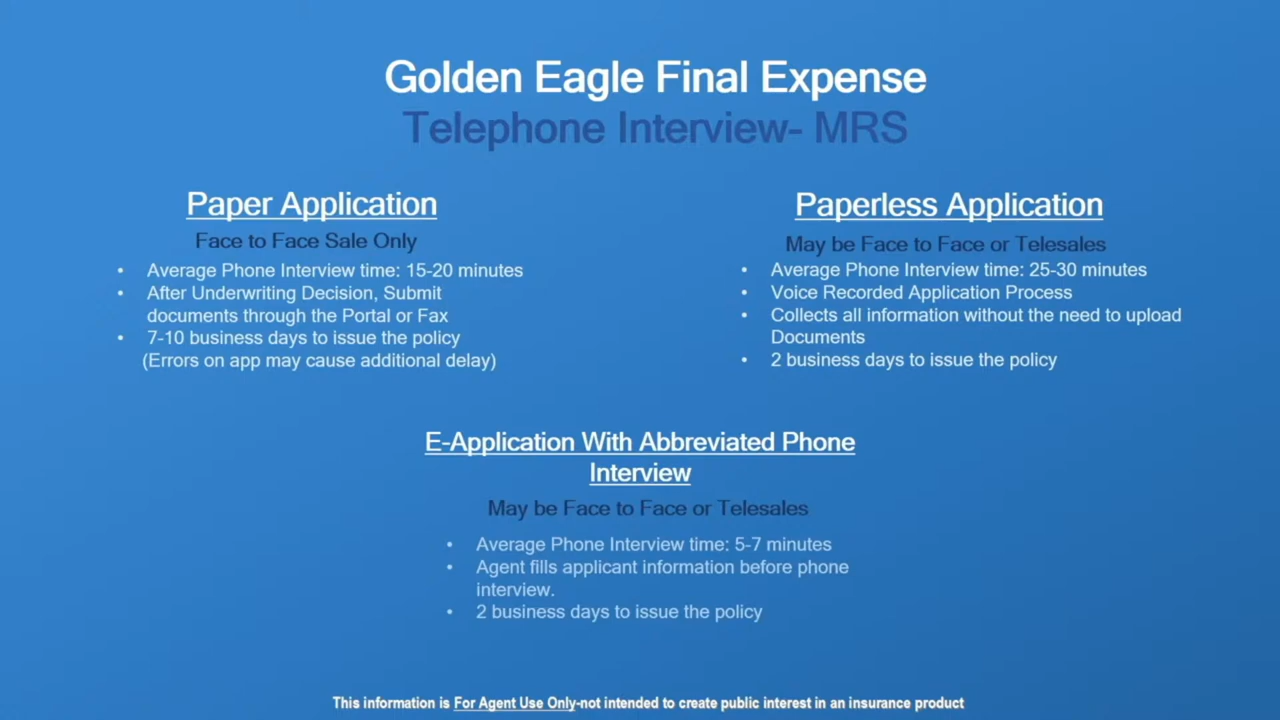 Golden Eagle Final Expense
Telephone Interview- MRS
Paper Application
Face to Face Sale Only
• Average Phone Interview time: 15-20 minutes
• After Underwriting Decision, Submit
documents through the Portal or Fax
• 7-10 business days to issue the policy
(Errors on app may cause additional delay)
Paperless Application
May be Face to Face or Telesales
• Average Phone Interview time: 25-30 minutes
• Voice Recorded Application Process
• Collects all information without the need to upload
Documents
• 2 business days to issue the policy
E-Application With Abbreviated Phone
Interview
May be Face to Face or Telesales
• Average Phone Interview time: 5-7 minutes
• Agent fills applicant information before phone
interview.
• 2 business days to issue the policy
This information is For Agent Use Only-not intended to create public interest in an insurance product